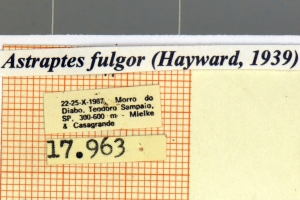 Astraptes fulgor (Hayward, 1939)
22-25-X-1987, Morro do
Diabo, Teodoro Sampaio,
SP, 300-600 m - Mielke
& Casagrande
17.963